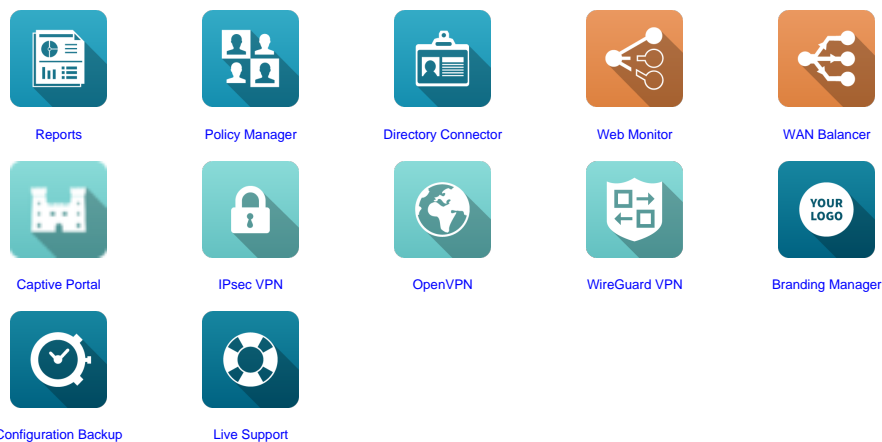 Reports
Policy Manager
Directory Connector
Web Monitor
WAN Balancer
Captive Portal
IPsec VPN
OpenVPN
WireGuard VPN
YOUR
LOGO
Branding Manager
Configuration Backup
Live Support